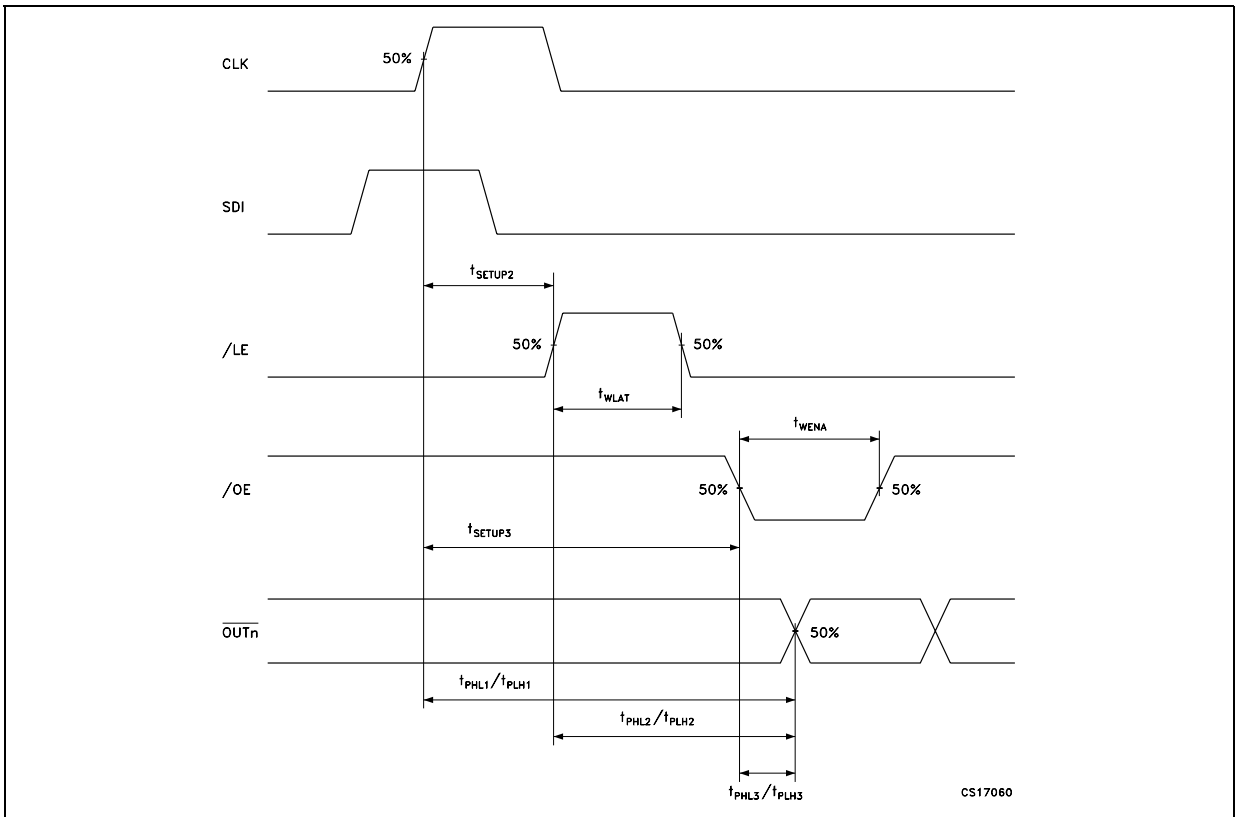 CLK
50%
SDI
tSETUP2
/LE
50%
50%
tWLAT
tWENA
/OE
50%
50%
tSETUP3
OUTn
50%
tPHL1/tPLH1
tPHL2/tPLH2
tPHL3/tPLH3
CS17060